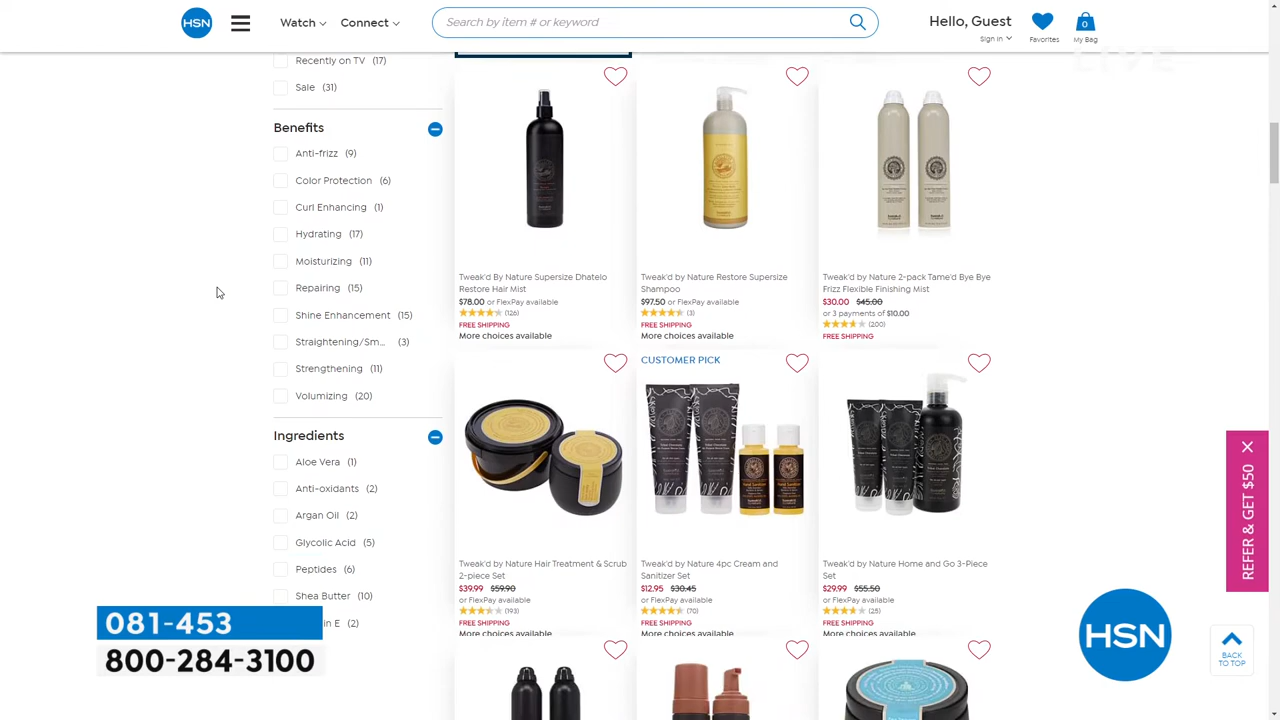 HSN
Watch
Connect
Search by item # or keyword
Hello, Guest
Sign In
Favorites
0
My Bag
LIVE
Recently on TV (17)
Sale (31)
Benefits
Anti-frizz (9)
Color Protection (6)
Curl Enhancing (1)
Hydrating (17)
Moisturizing (11)
Repairing (15)
Shine Enhancement (15)
Straightening/Sm... (3)
Strengthening (11)
Volumizing (20)
Ingredients
Aloe Vera (1)
Anti-oxidants (2)
Argan Oil (2)
Glycolic Acid (5)
Peptides (6)
Shea Butter (10)
n E (2)
Tweak'd By Nature Supersize Dhatelo
Restore Hair Mist
$78.00 or FlexPay available
(126)
FREE SHIPPING
More choices available
Tweak'd by Nature Restore Supersize
Shampoo
$97.50 or FlexPay available
(3)
FREE SHIPPING
Tweak'd by Nature 2-pack Tame'd Bye Bye
Frizz Flexible Finishing Mist
$30.00 $45.00
or 3 payments of $10.00
(200)
FREE SHIPPING
Tweak'd by Nature Hair Treatment & Scrub
2-piece Set
$39.99 $59.90
or FlexPay available
(193)
FREE SHIPPING
More choices available
CUSTOMER PICK
Tweak'd by Nature 4pc Cream and
Sanitizer Set
$12.95 $30.45
or FlexPay available
(70)
FREE SHIPPING
More choices available
Tweak'd by Nature Home and Go 3-Piece
Set
$29.99 $55.50
or FlexPay available
(25)
FREE SHIPPING
More choices available
REFER & GET $50
081-453
800-284-3100
HSN
BACK
TO TOP